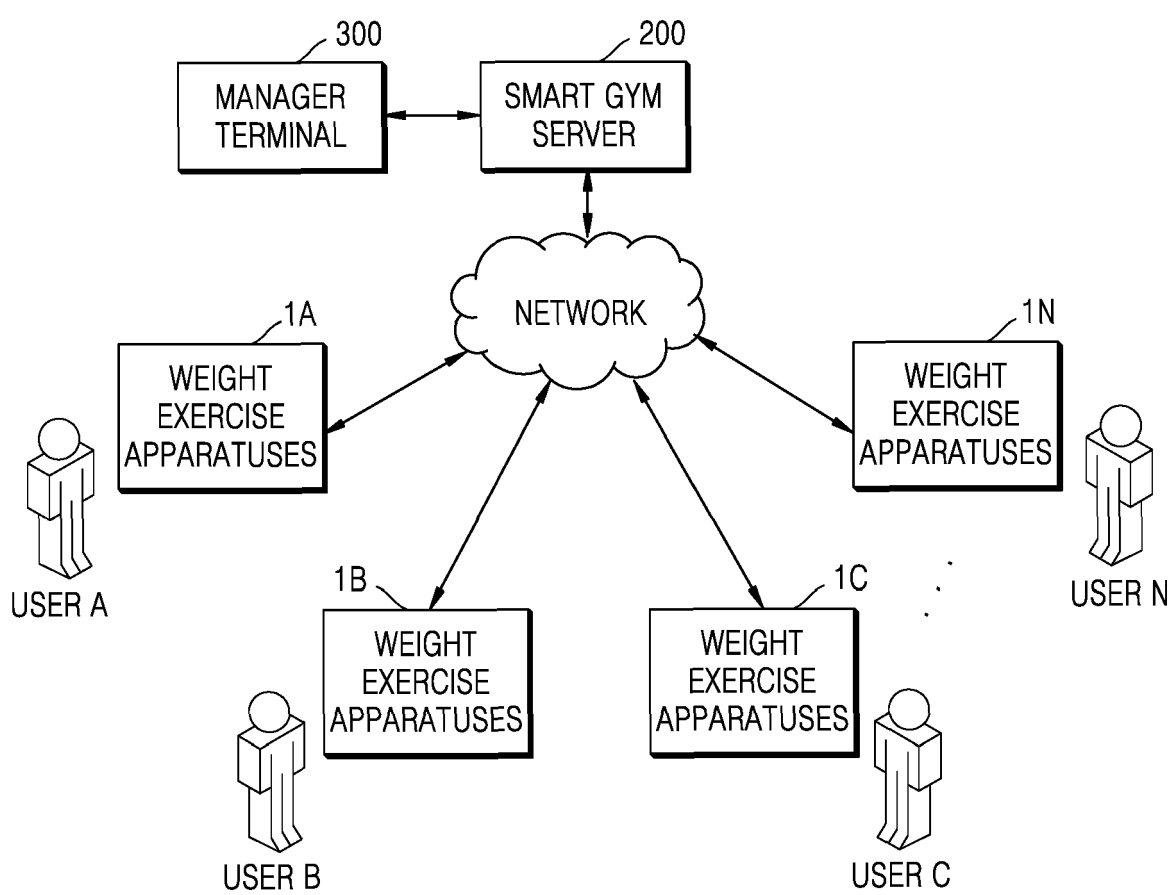 300
200
MANAGER
TERMINAL
SMART GYM
SERVER
NETWORK
1A
WEIGHT
EXERCISE
APPARATUSES
1N
WEIGHT
EXERCISE
APPARATUSES
USER A
USER N
1B
WEIGHT
EXERCISE
APPARATUSES
1C
WEIGHT
EXERCISE
APPARATUSES
USER B
USER C